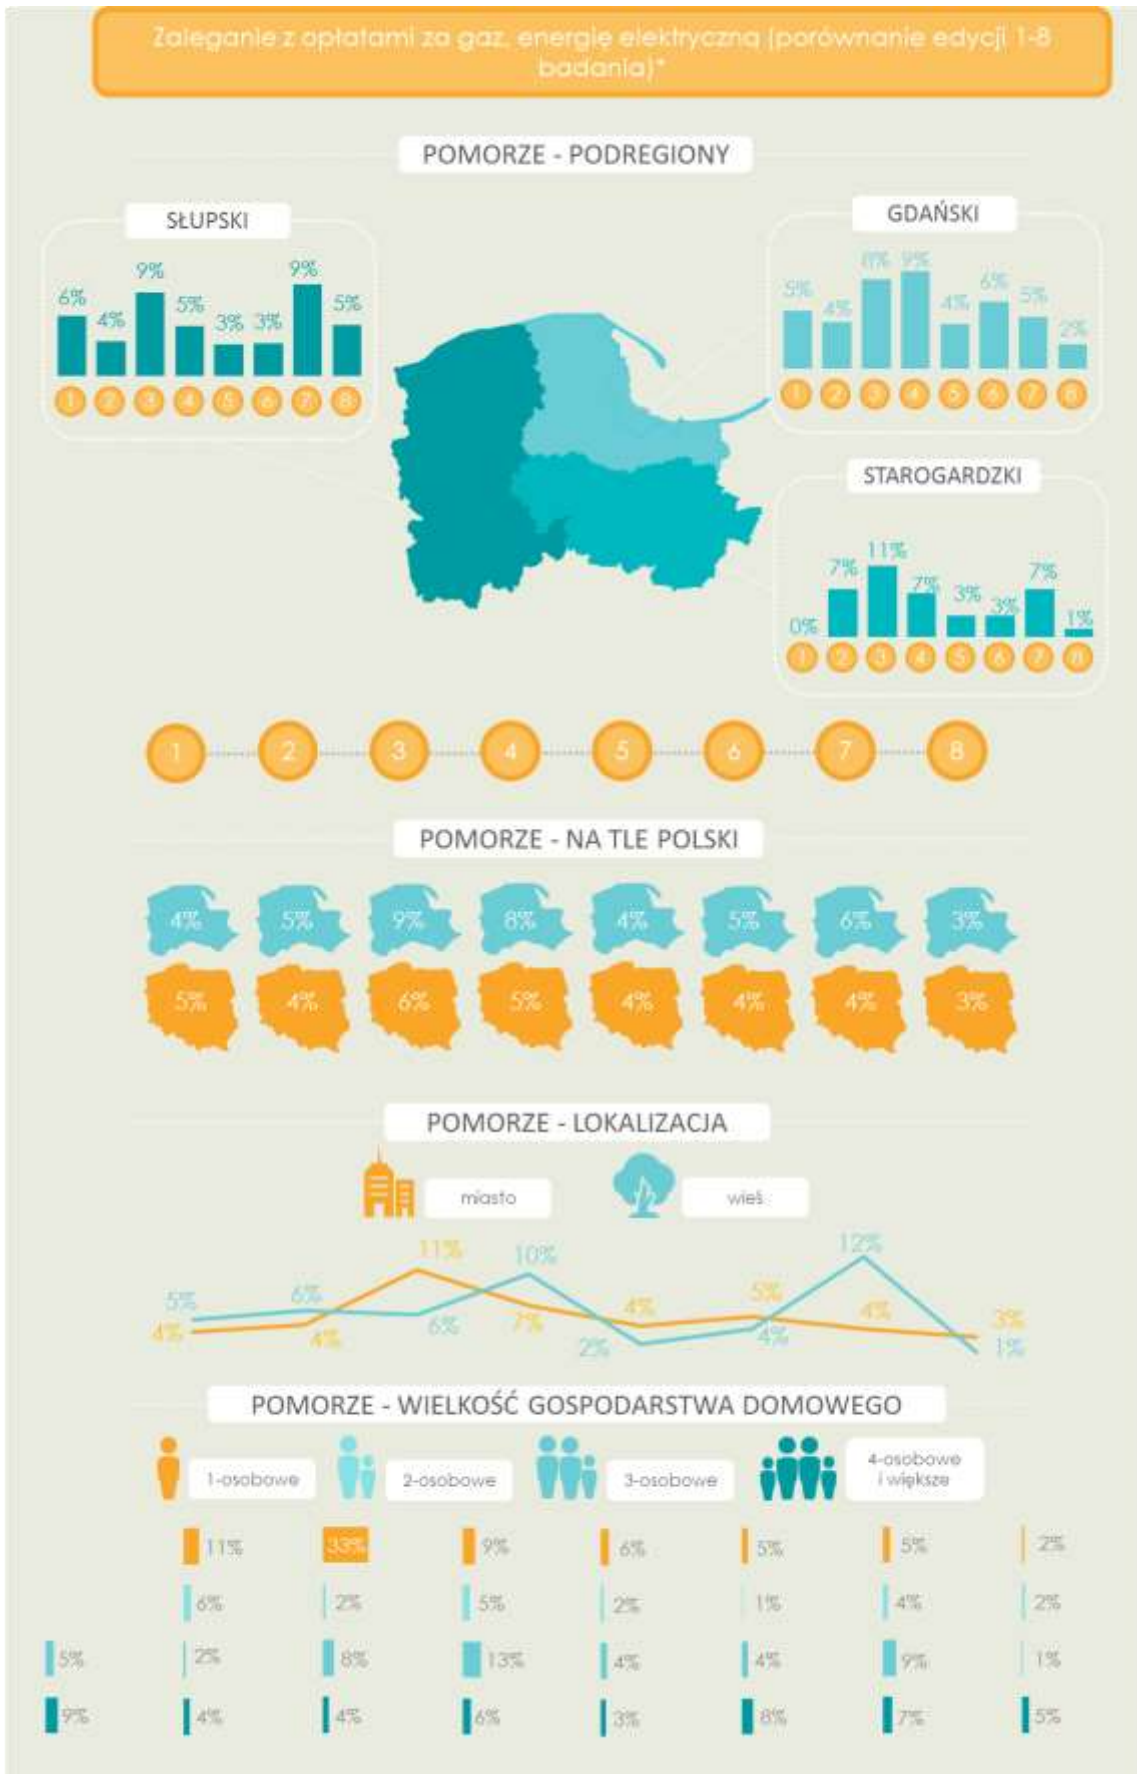 Zaleganie z opłatami za gaz, energię elektryczną (porównanie edycji 1-8
badania)*
POMORZE - PODREGIONY
SŁUPSKI
6% 4% 9% 5% 3% 3% 9% 5%
1 2 3 4 5 6 7 8
GDAŃSKI
5% 4% 8% 9% 4% 6% 5% 2%
1 2 3 4 5 6 7 8
STAROGARDZKI
0% 7% 11% 7% 3% 3% 7% 1%
1 2 3 4 5 6 7 8
1 2 3 4 5 6 7 8
POMORZE - NA TLE POLSKI
4% 5% 9% 8% 4% 5% 6% 3%
5% 4% 6% 5% 4% 4% 4% 3%
POMORZE - LOKALIZACJA
miasto wieś
5% 6% 6% 10% 2% 4% 12% 1%
4% 4% 11% 7% 4% 5% 4% 3%
POMORZE - WIELKOŚĆ GOSPODARSTWA DOMOWEGO
1-osobowe 2-osobowe 3-osobowe 4-osobowe
i większe
11% 33% 9% 6% 5% 5% 2%
6% 2% 5% 2% 1% 4% 2%
5% 2% 8% 13% 4% 4% 9% 1%
9% 4% 4% 6% 3% 8% 7% 5%